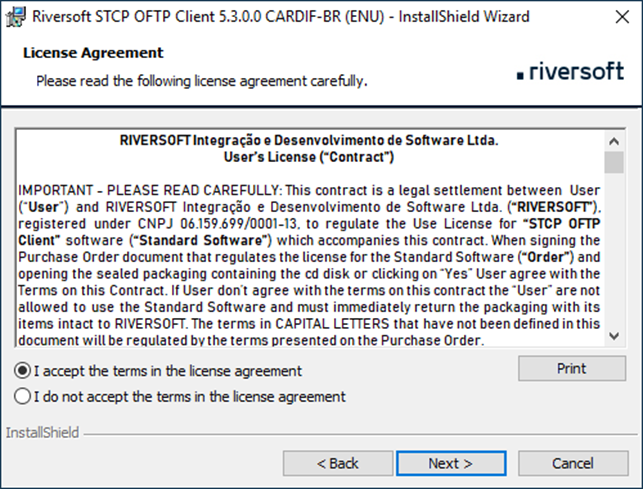 Riversoft STCP OFTP Client 5.3.0.0 CARDIF-BR (ENU) - InstallShield Wizard
License Agreement
Please read the following license agreement carefully.
riversoft
RIVERSOFT Integração e Desenvolvimento de Software Ltda.
User's License (“Contract”)
IMPORTANT - PLEASE READ CAREFULLY: This contract is a legal settlement between User
(“User”) and RIVERSOFT Integração e Desenvolvimento de Software Ltda. (“RIVERSOFT”),
registered under CNPJ 06.159.699/0001-13, to regulate the Use License for “STCP OFTP
Client” software (“Standard Software”) which accompanies this contract. When signing the
Purchase Order document that regulates the license for the Standard Software (“Order”) and
opening the sealed packaging containing the cd disk or clicking on “Yes” User agree with the
Terms on this Contract. If User don't agree with the terms on this contract the “User” are not
allowed to use the Standard Software and must immediately return the packaging with its
items intact to RIVERSOFT. The terms in CAPITAL LETTERS that have not been defined in this
document will be regulated by the terms presented on the Purchase Order.
I accept the terms in the license agreement
Print
I do not accept the terms in the license agreement
InstallShield
< Back
Next >
Cancel